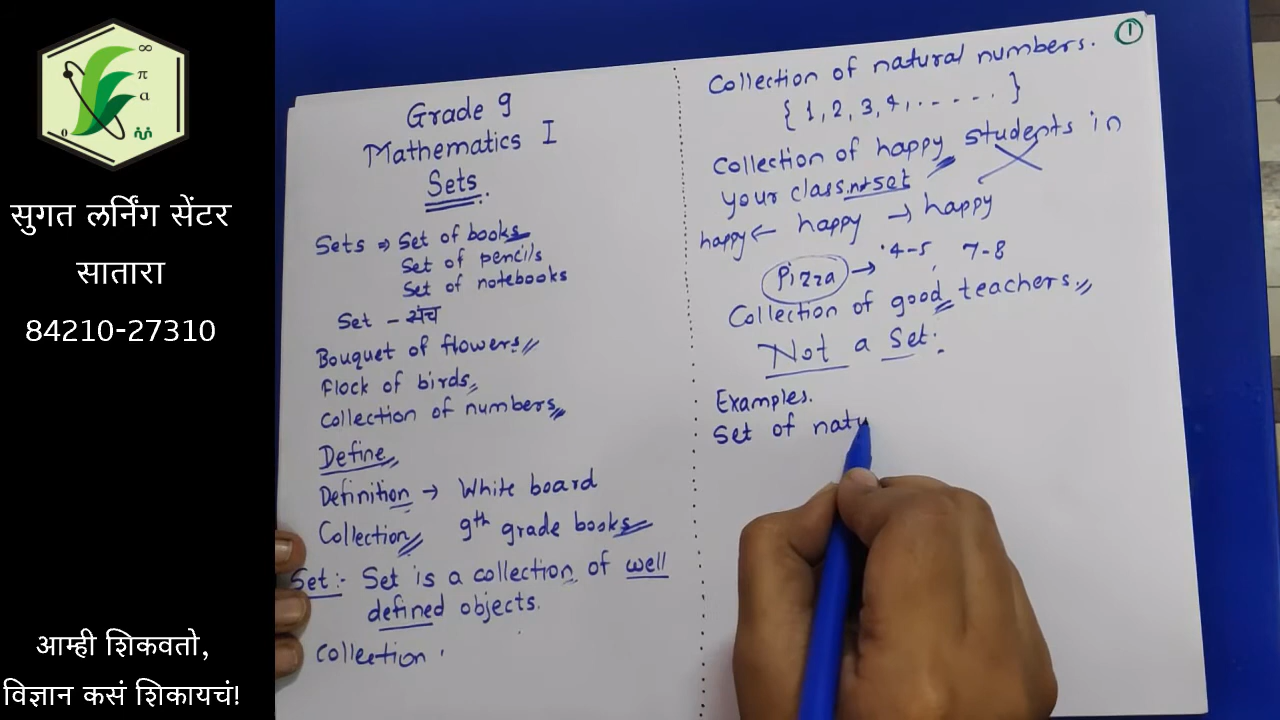 ∞
π
a
सुगत लर्निंग सेंटर
सातारा
84210-27310
आम्ही शिकवतो,
विज्ञान कसं शिकायचं!
Grade 9
Mathematics I
Sets.
Sets ⇒ Set of books
Set of pencils
Set of notebooks
Set - संच
Bouquet of flowers
Flock of birds
Collection of numbers
Define
Definition → White board
Collection 9th grade books
Set:- Set is a collection of well
defined objects.
Collection
1
Collection of natural numbers.
{ 1, 2, 3, 4, ..... }
Collection of happy students in
your class. not set
happy ← happy → happy
Pizza → 4-5, 7-8
Collection of good teachers
Not a Set.
Examples.
Set of natu